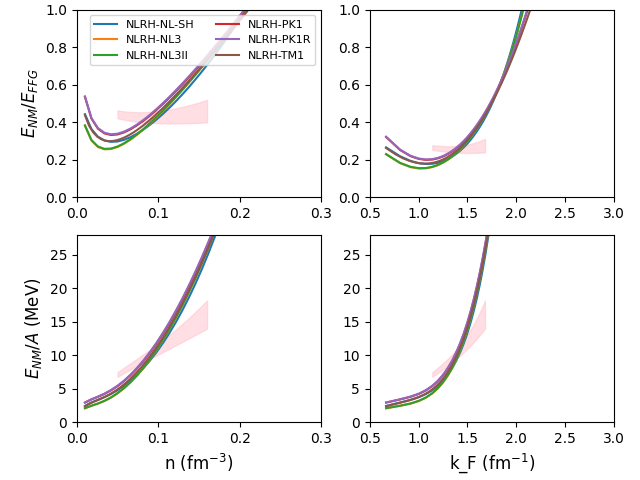 1.0
0.8
0.6
0.4
0.2
0.0
E_NM/E_FFG
NLRH-NL-SH
NLRH-NL3
NLRH-NL3II
NLRH-PK1
NLRH-PK1R
NLRH-TM1
0.0 0.1 0.2 0.3
1.0
0.8
0.6
0.4
0.2
0.0
0.5 1.0 1.5 2.0 2.5 3.0
25
20
15
10
5
0
E_NM/A (MeV)
0.0 0.1 0.2 0.3
n (fm⁻³)
25
20
15
10
5
0
0.5 1.0 1.5 2.0 2.5 3.0
k_F (fm⁻¹)